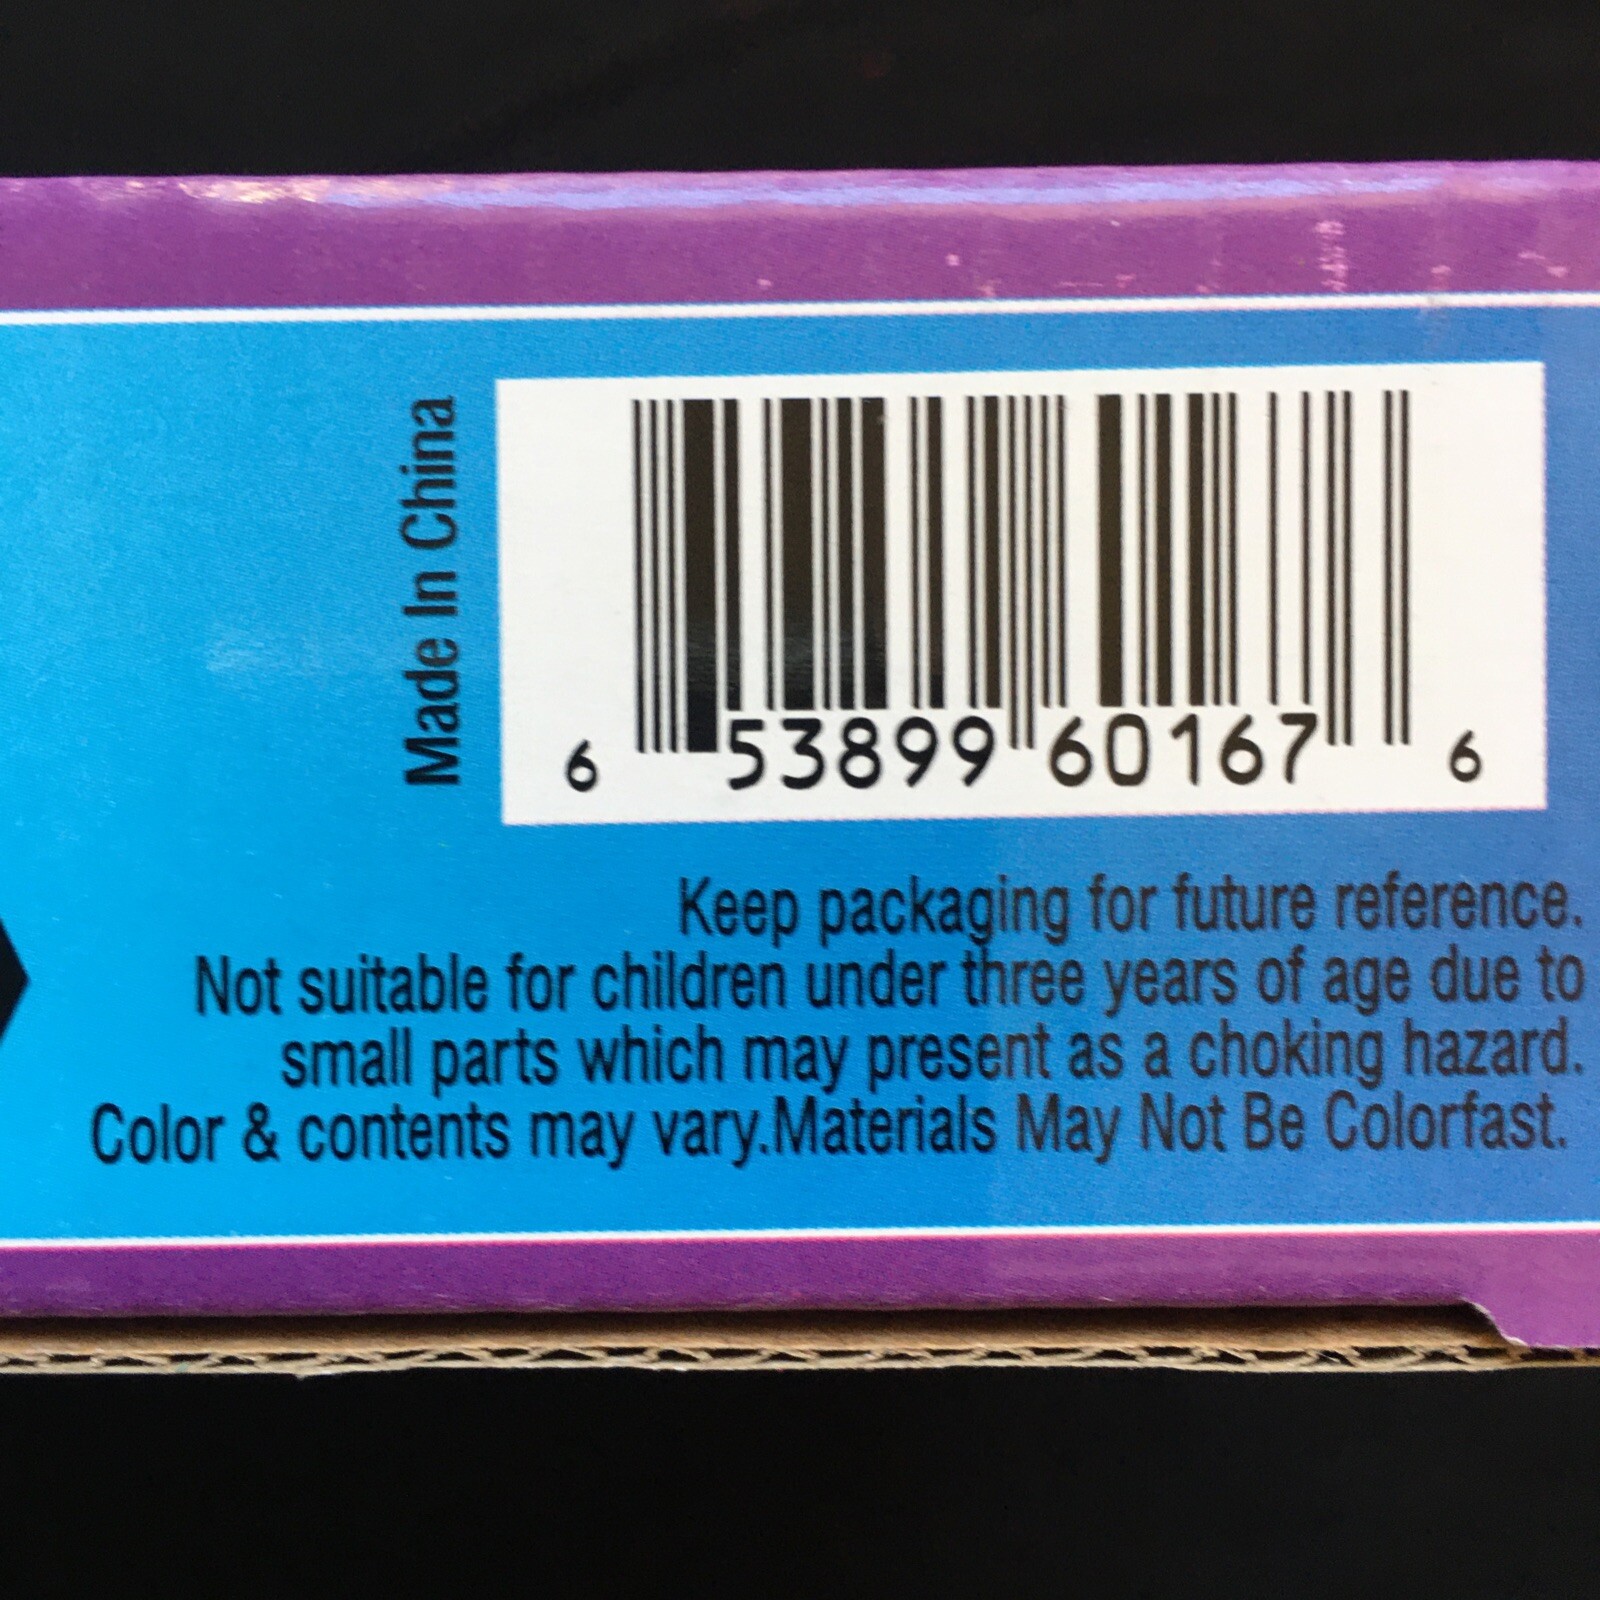 Made In China
6 53899 60167 6
Keep packaging for future reference.
Not suitable for children under three years of age due to
small parts which may present as a choking hazard.
Color & contents may vary.Materials May Not Be Colorfast.